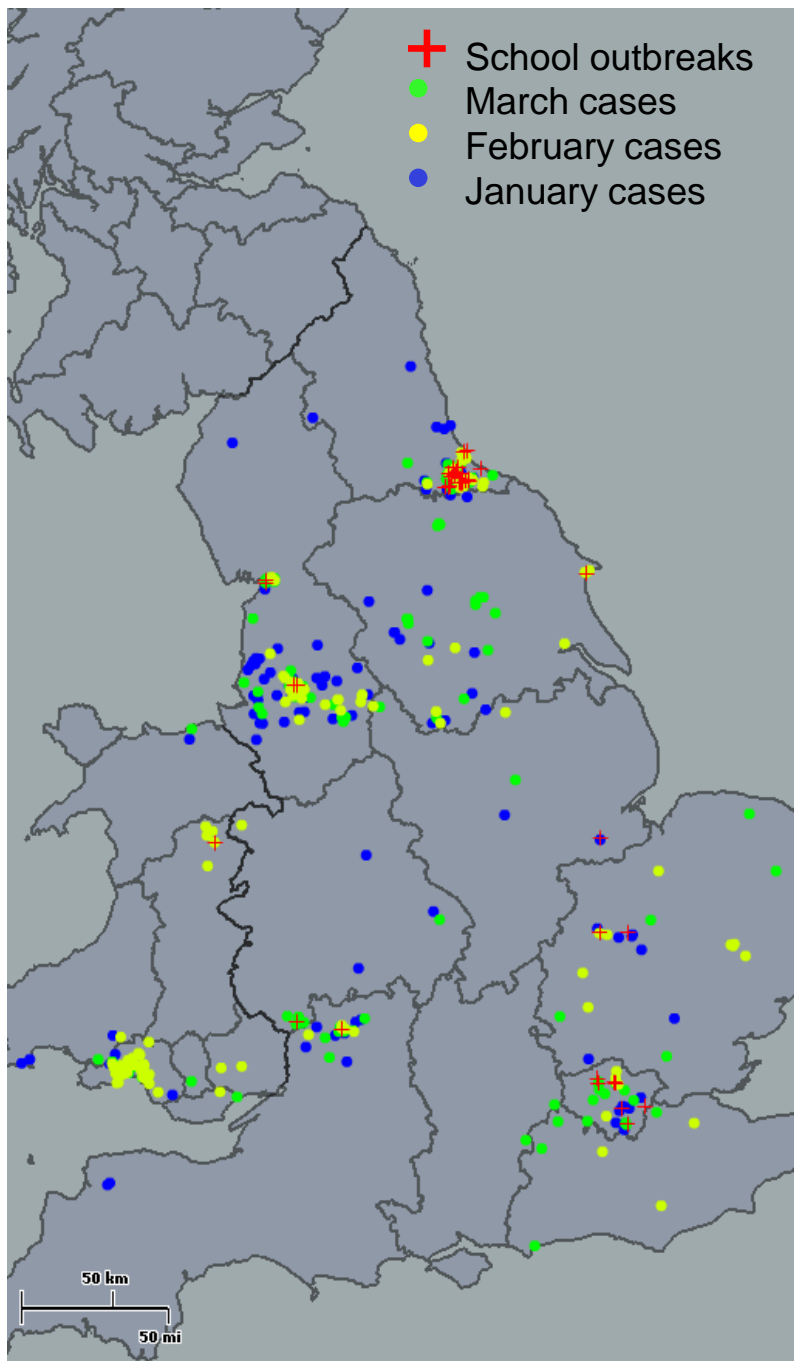 School outbreaks
March cases
February cases
January cases
50 km
50 mi